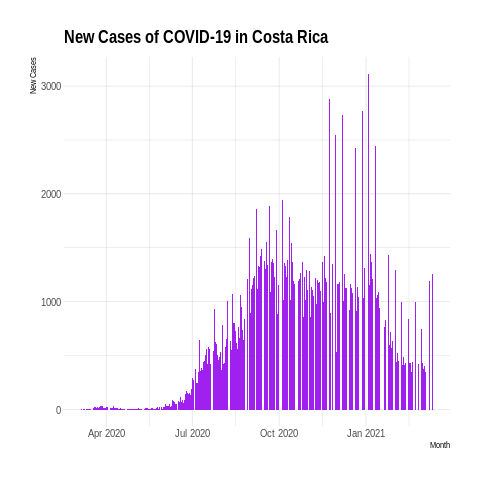 New Cases of COVID-19 in Costa Rica
New Cases
3000
2000
1000
0
Apr 2020 Jul 2020 Oct 2020 Jan 2021
Month